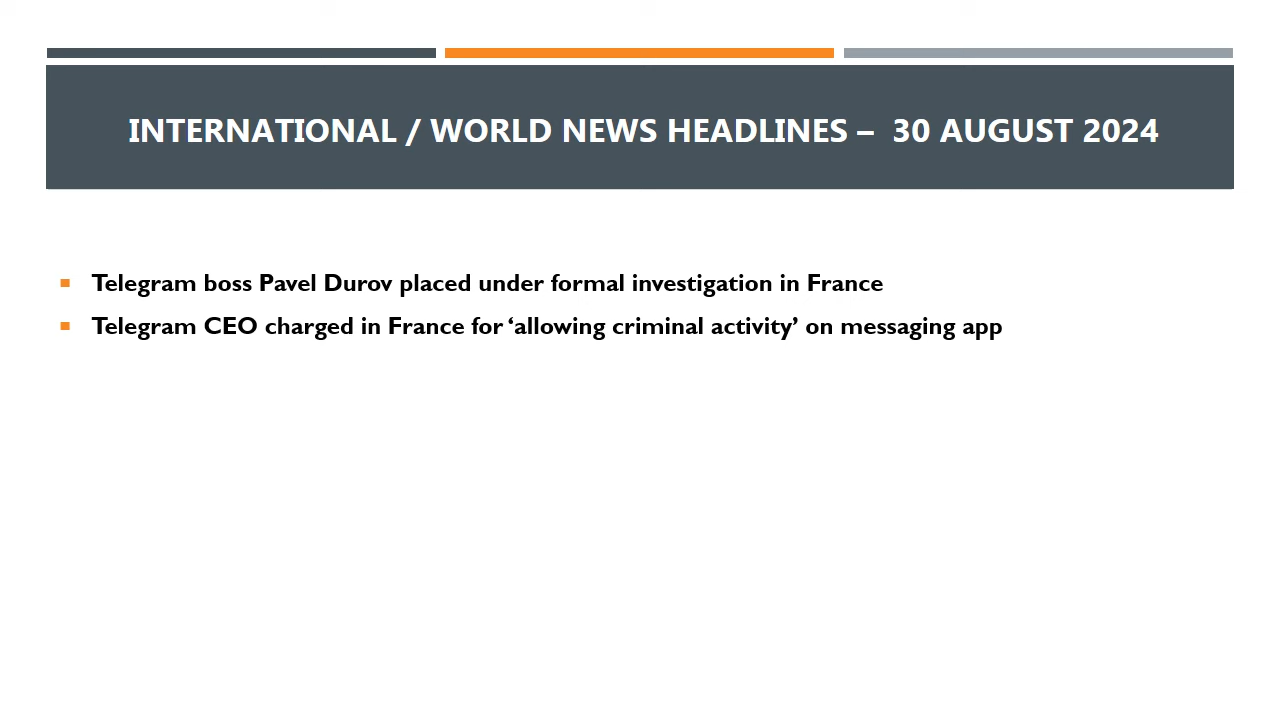 INTERNATIONAL / WORLD NEWS HEADLINES – 30 AUGUST 2024
Telegram boss Pavel Durov placed under formal investigation in France
Telegram CEO charged in France for ‘allowing criminal activity’ on messaging app